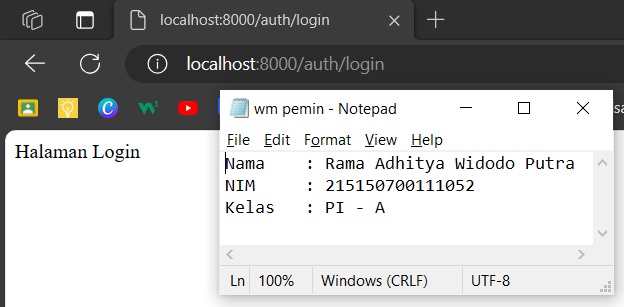 localhost:8000/auth/login
localhost:8000/auth/login
wm pemin - Notepad
File Edit Format View Help
Halaman Login
Nama : Rama Adhitya Widodo Putra
NIM : 215150700111052
Kelas : PI - A
Ln 100% Windows (CRLF) UTF-8